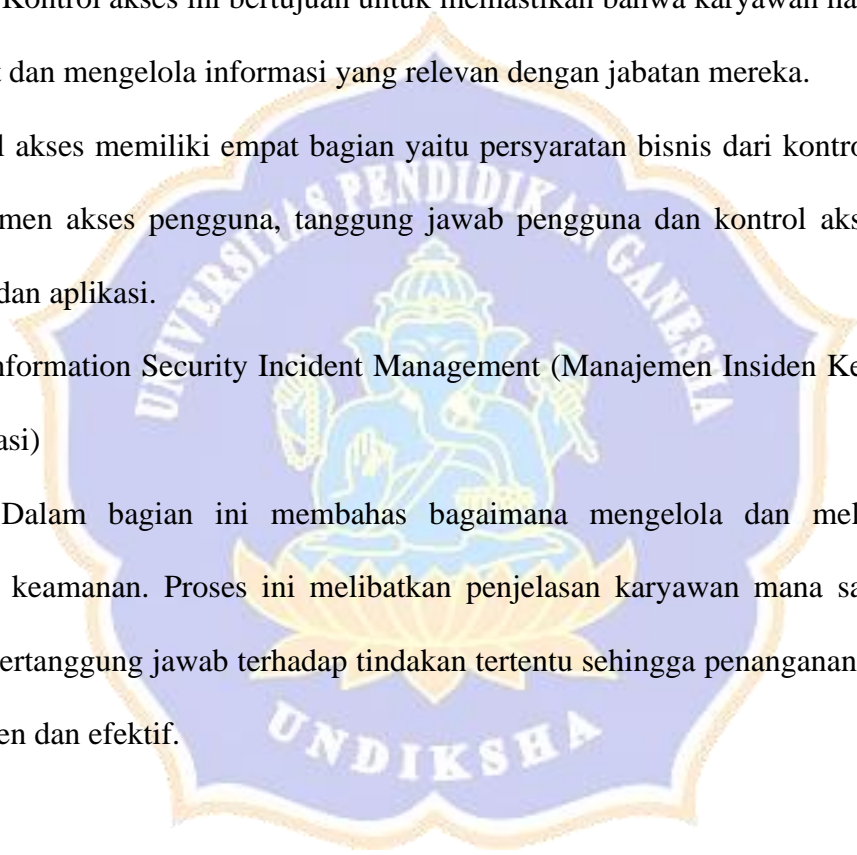 Kontrol akses ini bertujuan untuk memastikan bahwa karyawan
dan mengelola informasi yang relevan dengan jabatan mereka.
akses memiliki empat bagian yaitu persyaratan bisnis dari
men akses pengguna, tanggung jawab pengguna dan kontrol
dan aplikasi.
nformation Security Incident Management (Manajemen Insiden Ke
asi)
Dalam bagian ini membahas bagaimana mengelola dan mel
keamanan. Proses ini melibatkan penjelasan karyawan mana sa
ertanggung jawab terhadap tindakan tertentu sehingga penanganan
en dan efektif.
UNIVERSITAS PENDIDIKAN GANESHA
UNDIKSHA